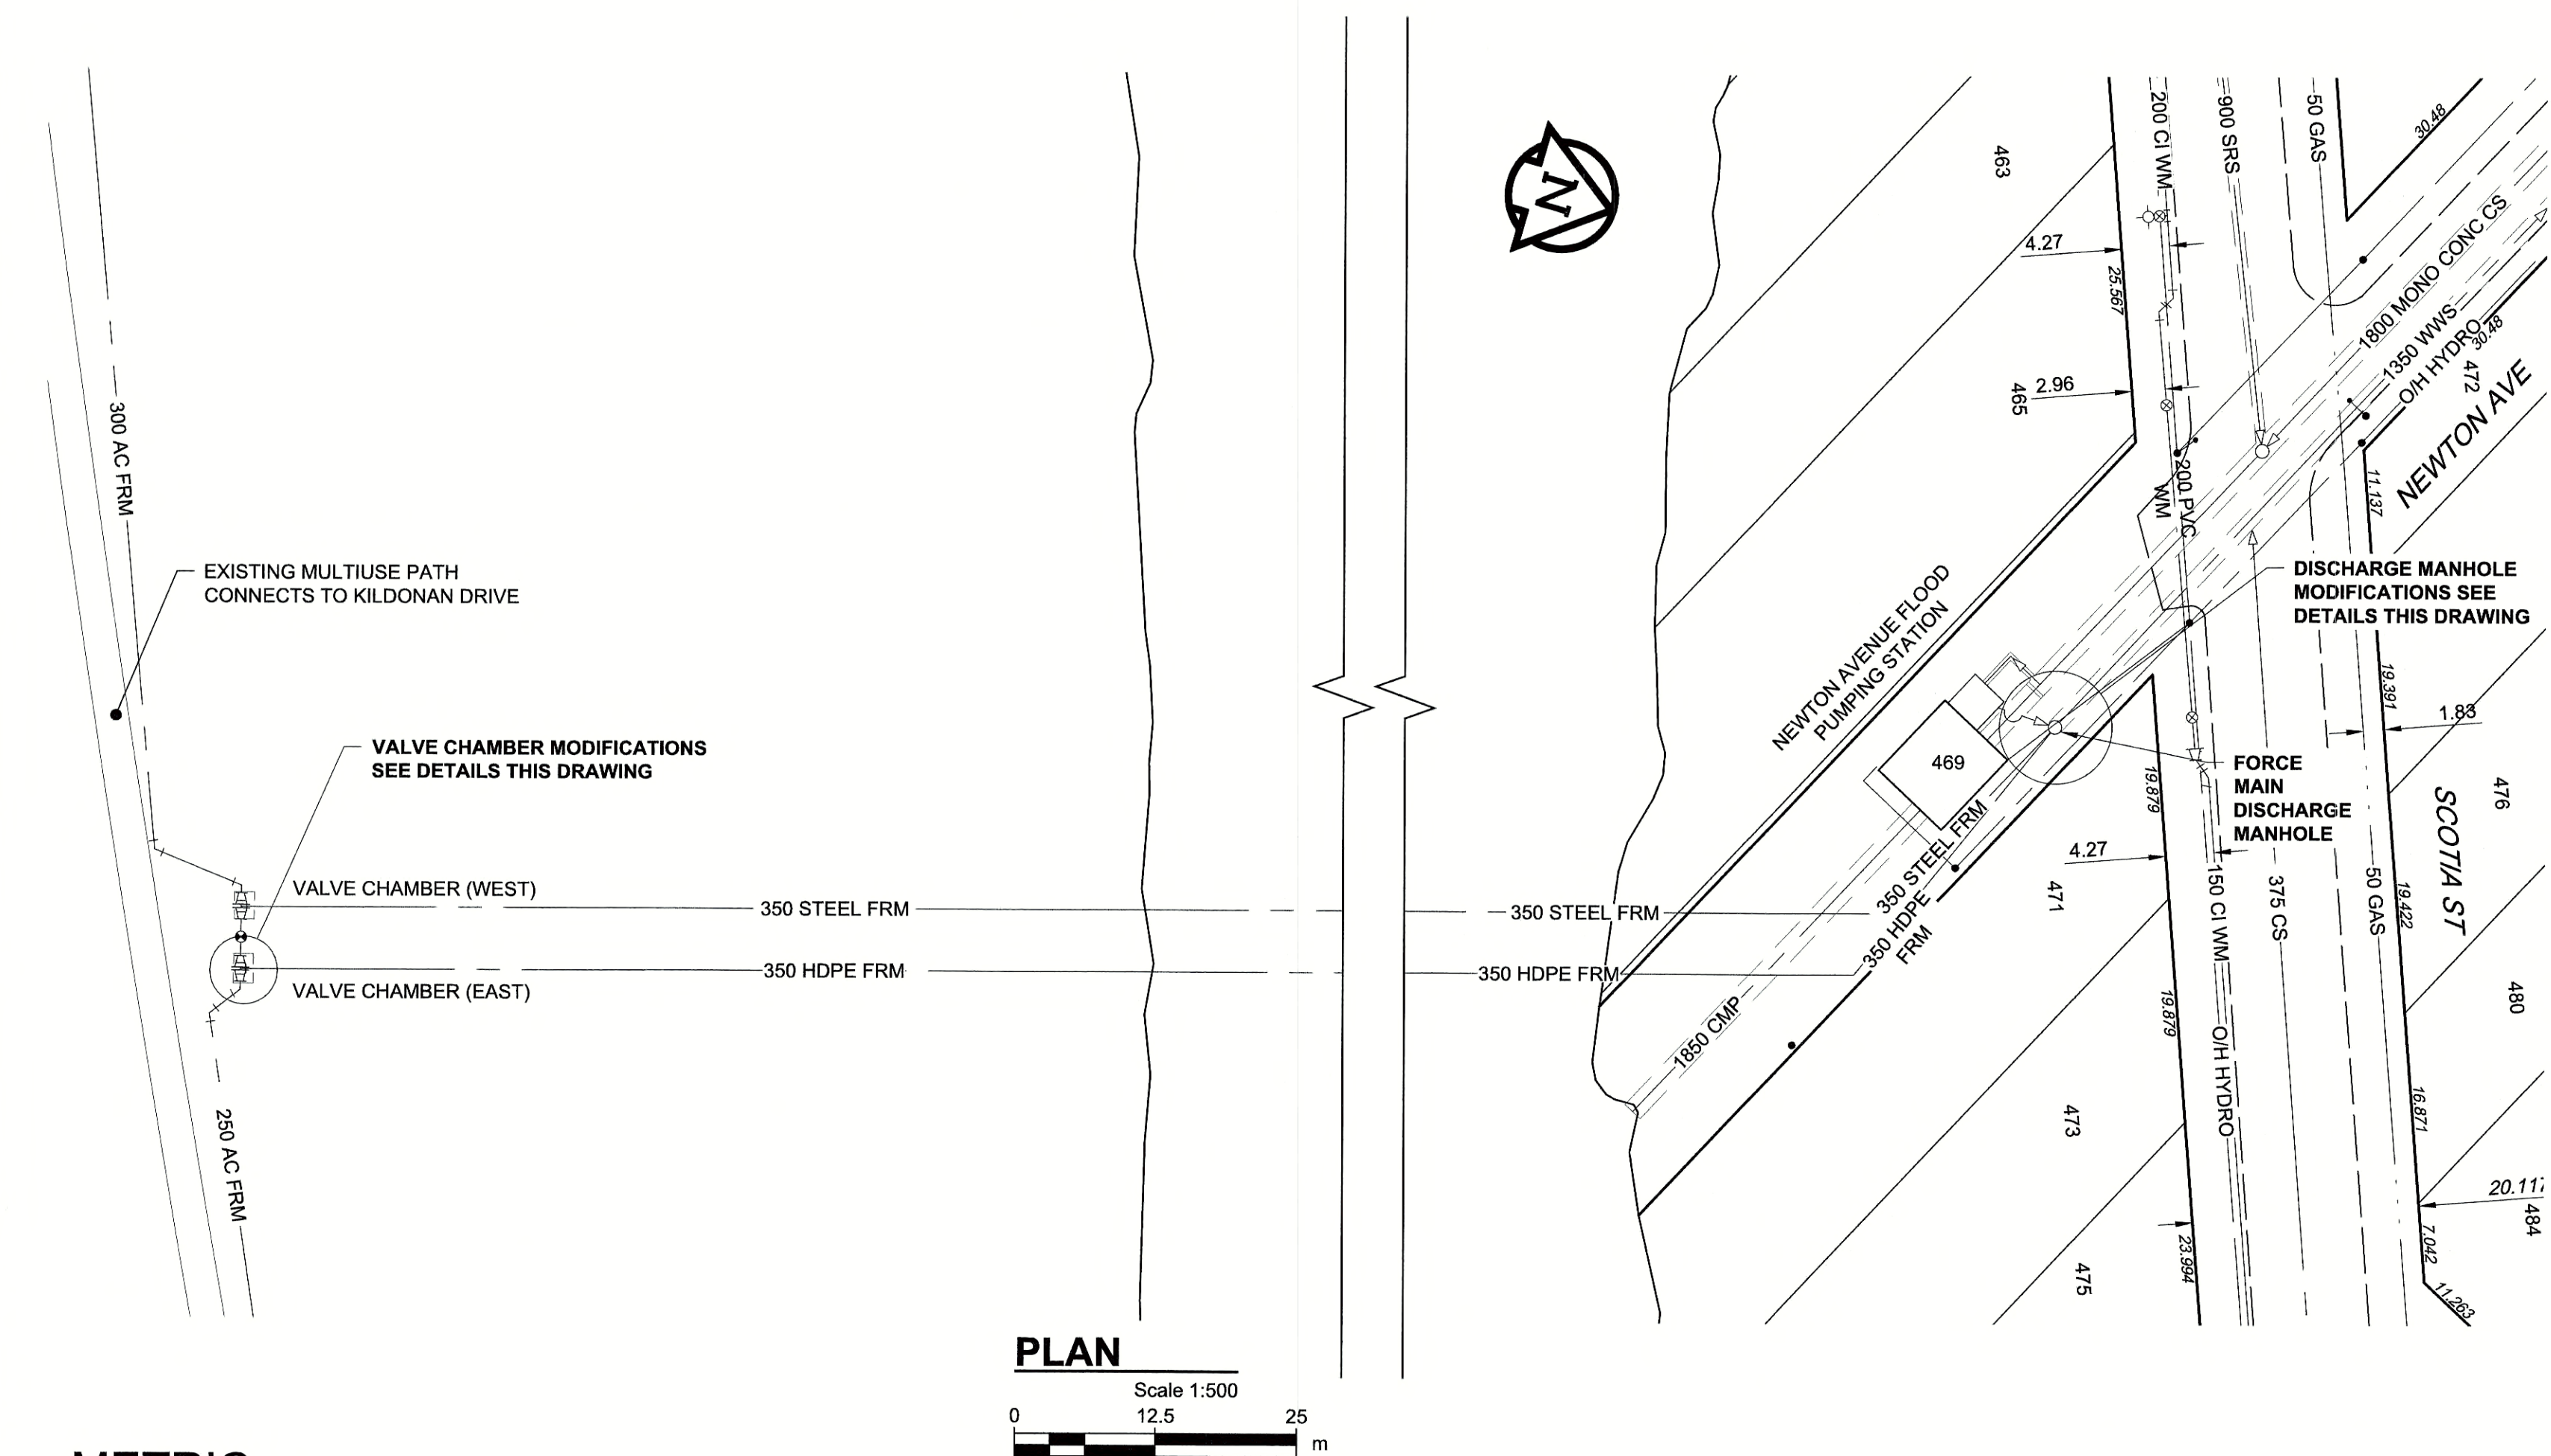 300 AC FRM
EXISTING MULTIUSE PATH
CONNECTS TO KILDONAN DRIVE
VALVE CHAMBER MODIFICATIONS
SEE DETAILS THIS DRAWING
VALVE CHAMBER (WEST)
350 STEEL FRM
350 HDPE FRM
VALVE CHAMBER (EAST)
250 AC FRM
N
463
465
4.27
25.567
2.96
200 CI WM
900 SRS
50 GAS
30.48
1800 MONO CONC CS
1350 WWS
O/H HYDRO
30.48
472
NEWTON AVE
11.137
200 PVC
WM
DISCHARGE MANHOLE
MODIFICATIONS SEE
DETAILS THIS DRAWING
NEWTON AVENUE FLOOD
PUMPING STATION
469
FORCE
MAIN
DISCHARGE
MANHOLE
19.391
1.83
476
SCOTIA ST
19.879
4.27
471
350 STEEL FRM
350 HDPE FRM
350 STEEL FRM
350 HDPE
FRM
1850 CMP
150 CI WM
375 CS
50 GAS
19.422
480
19.879
O/H HYDRO
473
16.871
20.117
484
7.042
475
23.994
11.263
PLAN
Scale 1:500
0 12.5 25
m
METRIC